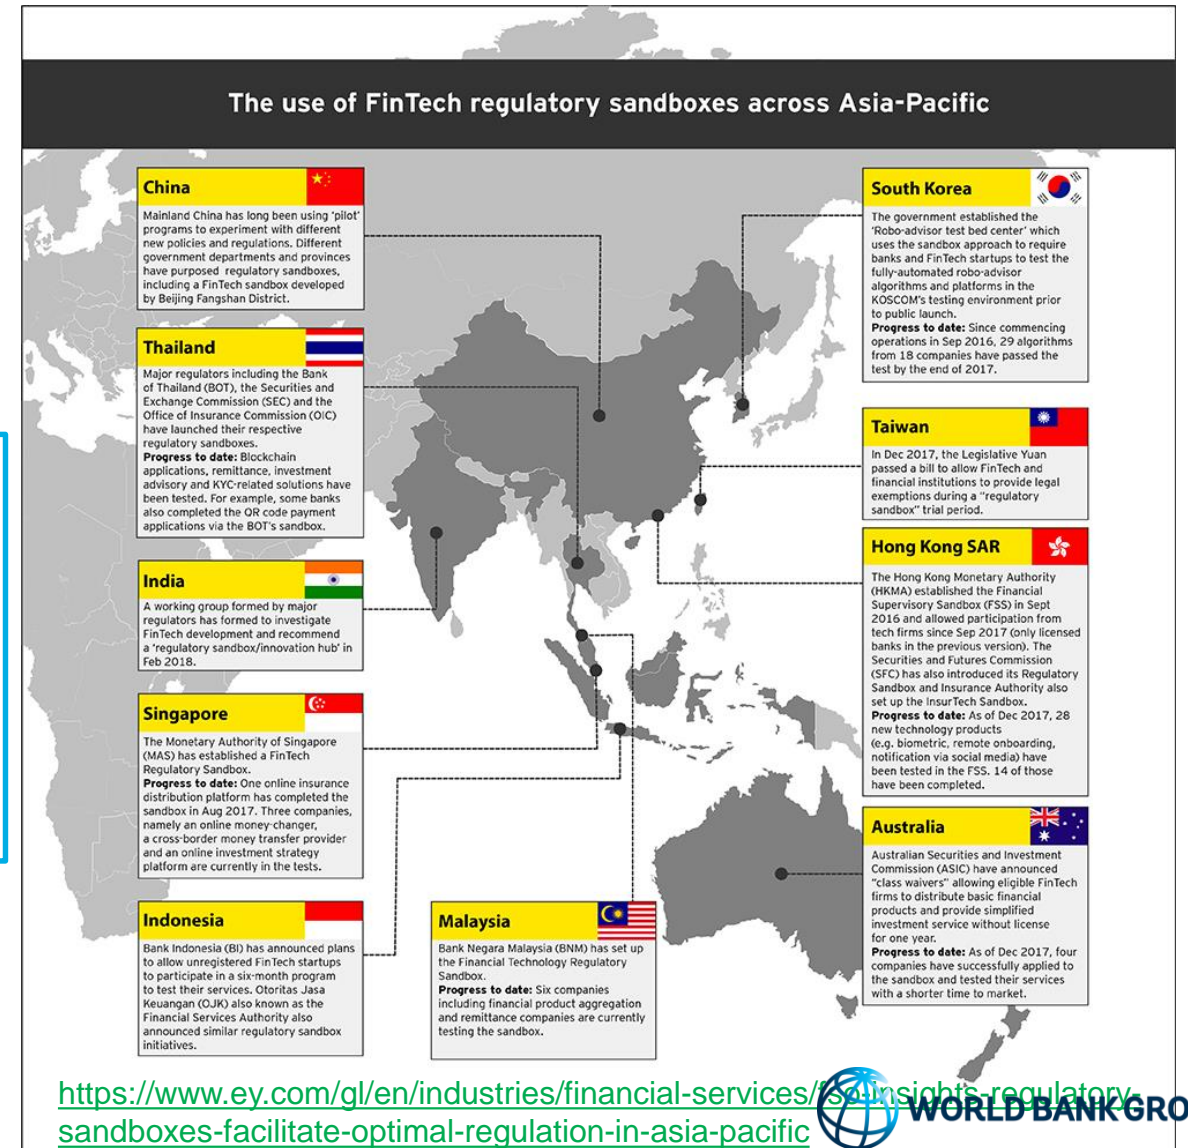 The use of FinTech regulatory sandboxes across Asia-Pacific
China
Mainland China has long been using 'pilot'
programs to experiment with different
new policies and regulations. Different
government departments and provinces
have purposed regulatory sandboxes,
including a FinTech sandbox developed
by Beijing Fangshan District.
Thailand
Major regulators including the Bank
of Thailand (BOT), the Securities and
Exchange Commission (SEC) and the
Office of Insurance Commission (OIC)
have launched their respective
regulatory sandboxes.
Progress to date: Blockchain
applications, remittance, investment
advisory and KYC-related solutions have
been tested. For example, some banks
also completed the QR code payment
applications via the BOT's sandbox.
India
A working group formed by major
regulators has formed to investigate
FinTech development and recommend
a 'regulatory sandbox/innovation hub' in
Feb 2018.
Singapore
The Monetary Authority of Singapore
(MAS) has established a FinTech
Regulatory Sandbox.
Progress to date: One online insurance
distribution platform has completed the
sandbox in Aug 2017. Three companies,
namely an online money-changer,
a cross-border money transfer provider
and an online investment strategy
platform are currently in the tests.
Indonesia
Bank Indonesia (BI) has announced plans
to allow unregistered FinTech startups
to participate in a six-month program
to test their services. Otoritas Jasa
Keuangan (OJK) also known as the
Financial Services Authority also
announced similar regulatory sandbox
initiatives.
Malaysia
Bank Negara Malaysia (BNM) has set up
the Financial Technology Regulatory
Sandbox.
Progress to date: Six companies
including financial product aggregation
and remittance companies are currently
testing the sandbox.
South Korea
The government established the
'Robo-advisor test bed center' which
uses the sandbox approach to require
banks and FinTech startups to test the
fully-automated robo-advisor
algorithms and platforms in the
KOSCOM's testing environment prior
to public launch.
Progress to date: Since commencing
operations in Sep 2016, 29 algorithms
from 18 companies have passed the
test by the end of 2017.
Taiwan
In Dec 2017, the Legislative Yuan
passed a bill to allow FinTech and
financial institutions to provide legal
exemptions during a "regulatory
sandbox" trial period.
Hong Kong SAR
The Hong Kong Monetary Authority
(HKMA) established the Financial
Supervisory Sandbox (FSS) in Sept
2016 and allowed participation from
tech firms since Sep 2017 (only licensed
banks in the previous version). The
Securities and Futures Commission
(SFC) has also introduced its Regulatory
Sandbox and Insurance Authority also
set up the InsurTech Sandbox.
Progress to date: As of Dec 2017, 28
new technology products
(e.g. biometric, remote onboarding,
notification via social media) have
been tested in the FSS. 14 of those
have been completed.
Australia
Australian Securities and Investment
Commission (ASIC) have announced
"class waivers" allowing eligible FinTech
firms to distribute basic financial
products and provide simplified
investment service without license
for one year.
Progress to date: As of Dec 2017, four
companies have successfully applied to
the sandbox and tested their services
with a shorter time to market.
https://www.ey.com/gl/en/industries/financial-services/fso-insights-regulatory-
sandboxes-facilitate-optimal-regulation-in-asia-pacific
WORLD BANK GRO